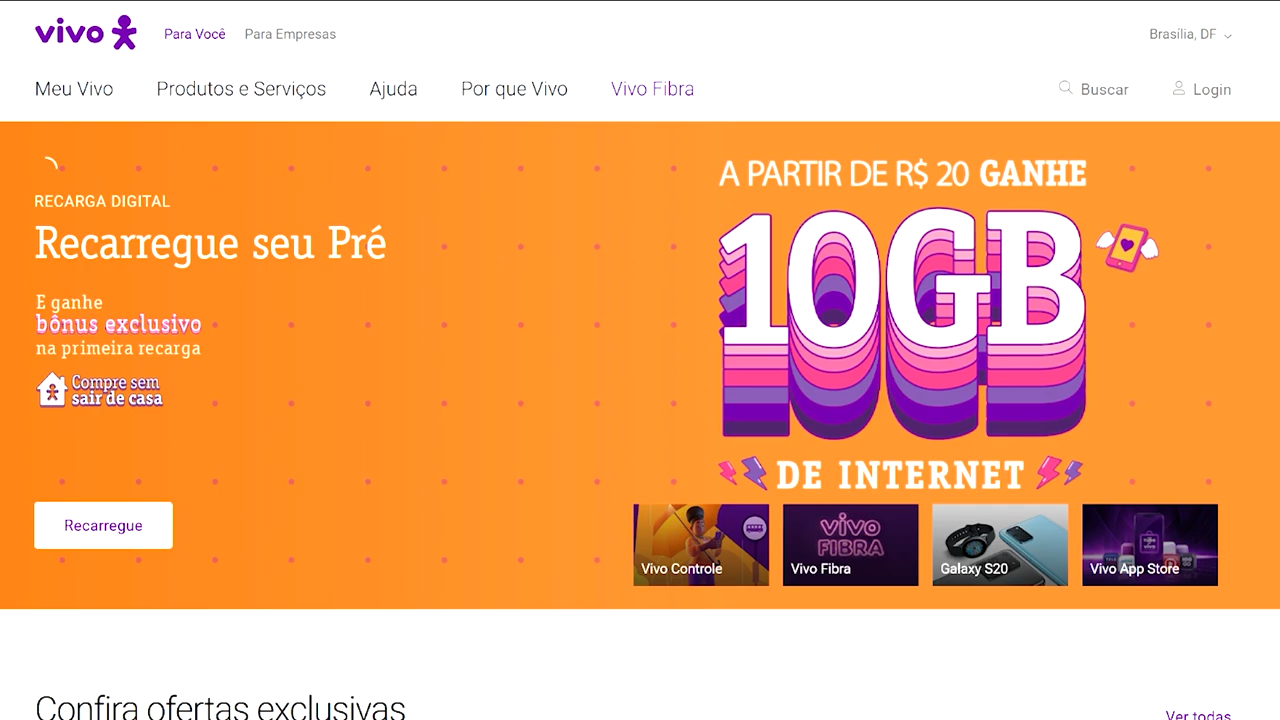 vivo
Para Você
Para Empresas
Brasília, DF
Meu Vivo
Produtos e Serviços
Ajuda
Por que Vivo
Vivo Fibra
Buscar
Login
RECARGA DIGITAL
Recarregue seu Pré
E ganhe
bônus exclusivo
na primeira recarga
Compre sem
sair de casa
Recarregue
A PARTIR DE R$ 20 GANHE
10GB
DE INTERNET
Vivo Controle
vivo
FIBRA
Vivo Fibra
Galaxy S20
Vivo App Store
Confira ofertas exclusivas
Ver todas